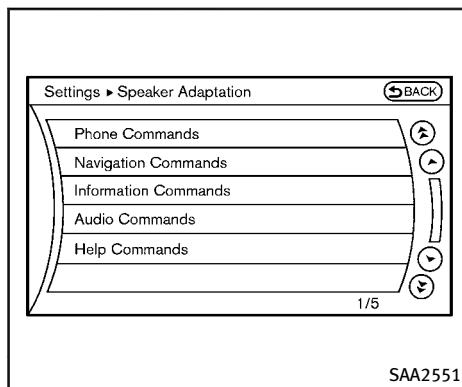 Settings ▸ Speaker Adaptation
BACK
Phone Commands
Navigation Commands
Information Commands
Audio Commands
Help Commands
1/5
SAA2551